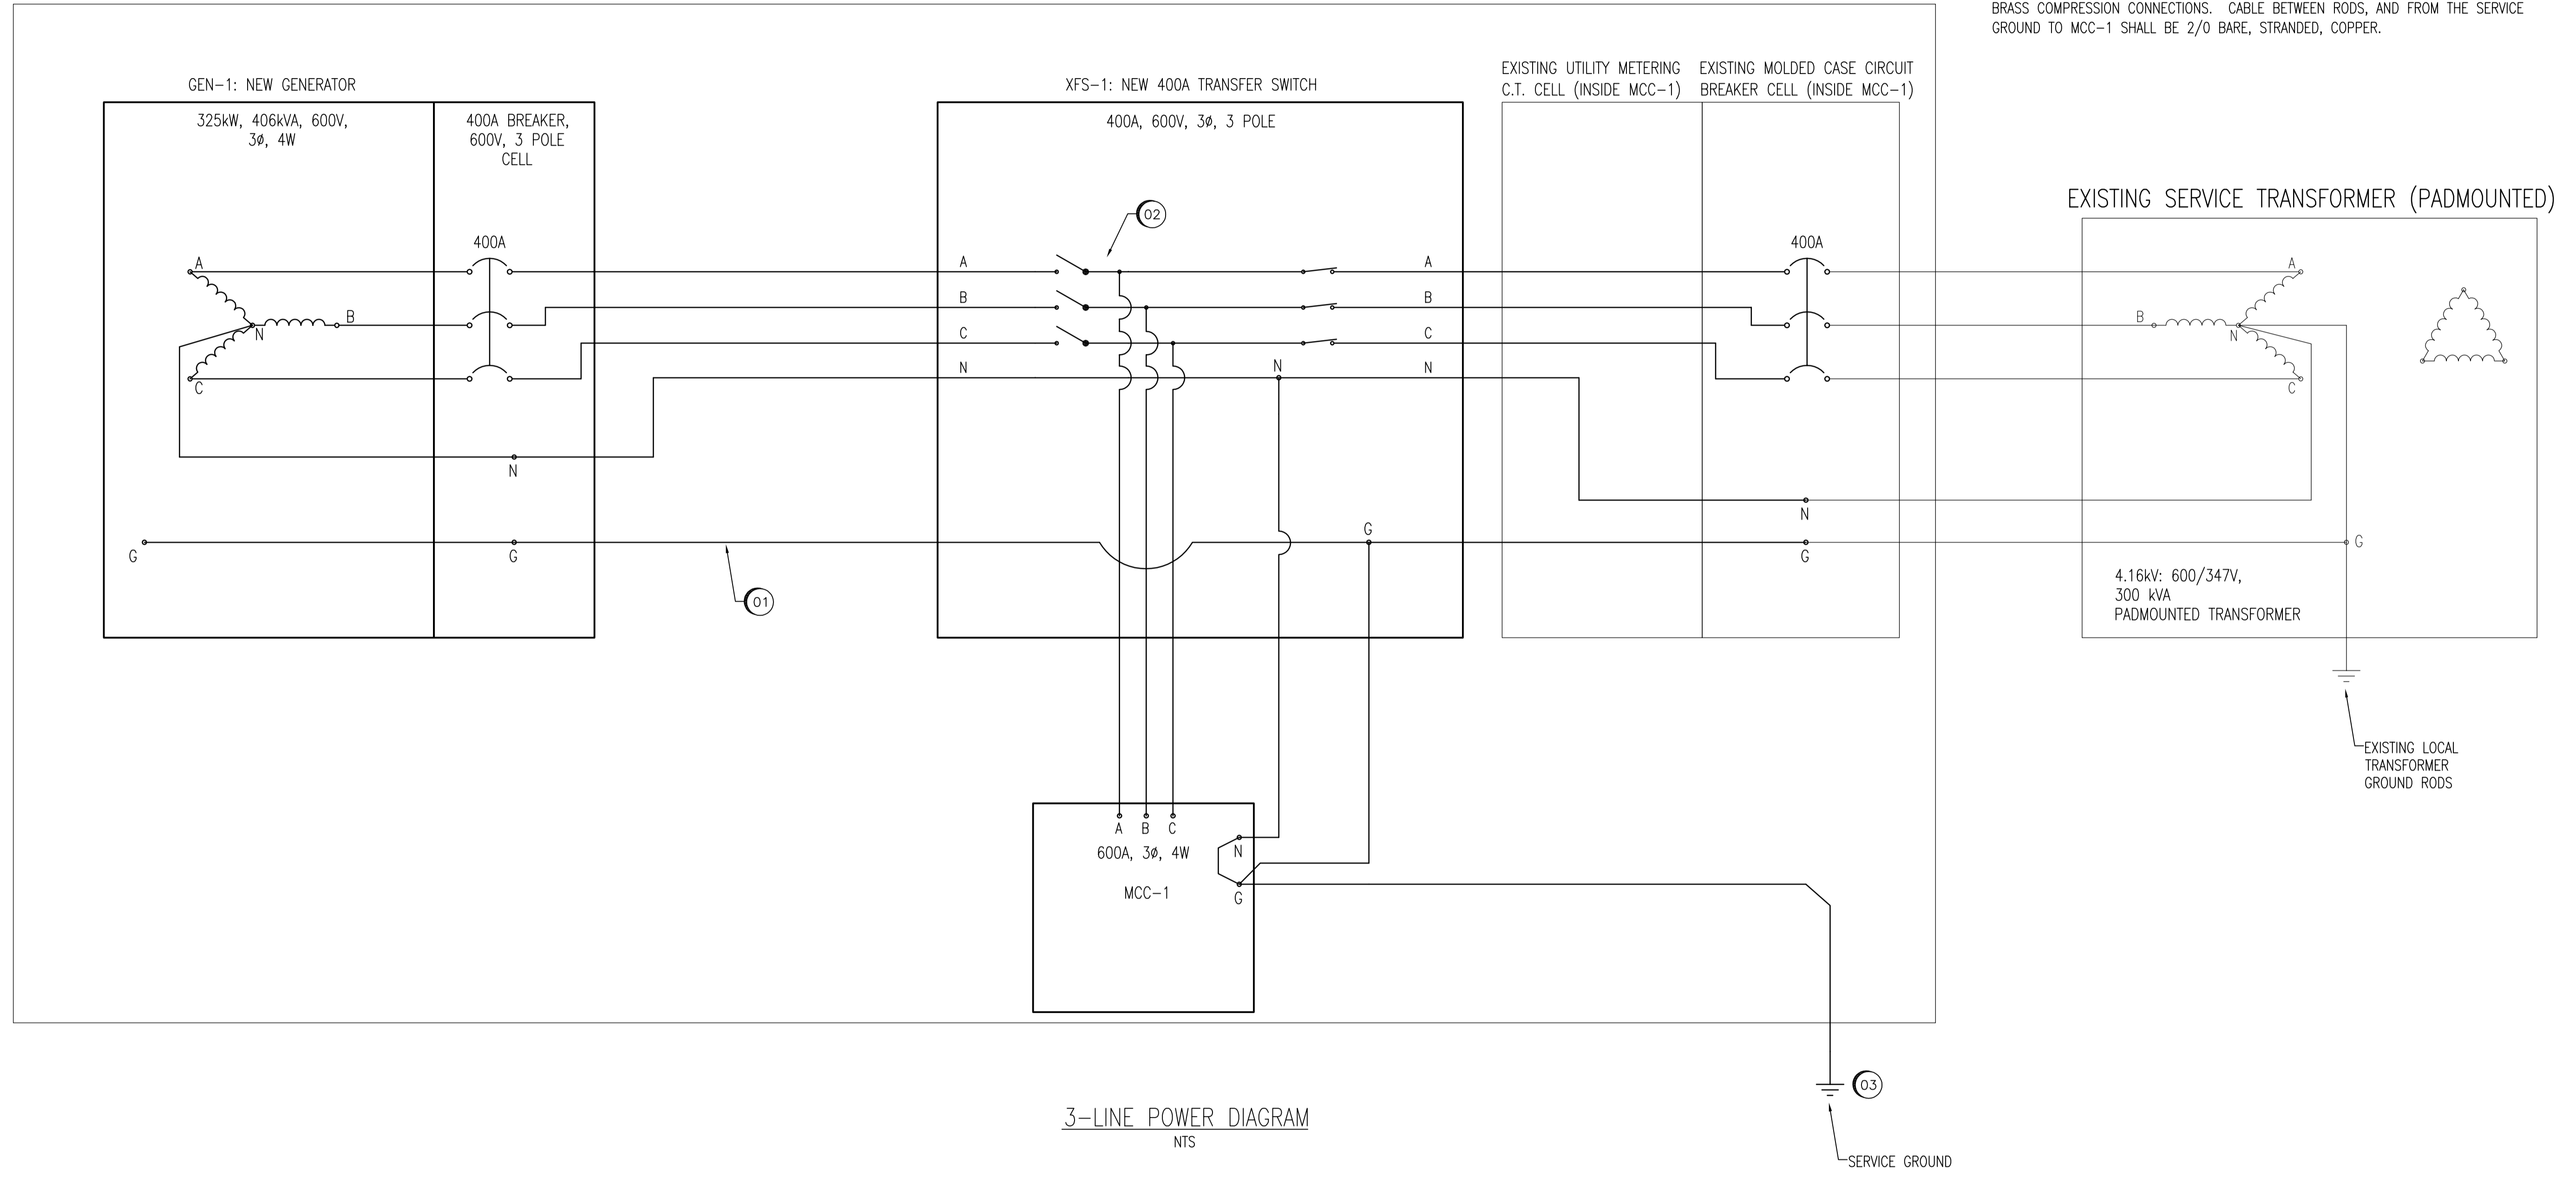 BRASS COMPRESSION CONNECTIONS. CABLE BETWEEN RODS, AND FROM THE SERVICE
GROUND TO MCC-1 SHALL BE 2/0 BARE, STRANDED, COPPER.
GEN-1: NEW GENERATOR
325kW, 406kVA, 600V,
3ø, 4W
400A BREAKER,
600V, 3 POLE
CELL
400A
A
B
N
C
N
G
G
01
XFS-1: NEW 400A TRANSFER SWITCH
400A, 600V, 3ø, 3 POLE
02
A
A
B
B
C
C
N
N
N
G
EXISTING UTILITY METERING
C.T. CELL (INSIDE MCC-1)
EXISTING MOLDED CASE CIRCUIT
BREAKER CELL (INSIDE MCC-1)
400A
N
G
EXISTING SERVICE TRANSFORMER (PADMOUNTED)
A
B
N
C
G
4.16kV: 600/347V,
300 kVA
PADMOUNTED TRANSFORMER
EXISTING LOCAL
TRANSFORMER
GROUND RODS
A B C
N
600A, 3ø, 4W
MCC-1
G
03
SERVICE GROUND
3-LINE POWER DIAGRAM
NTS